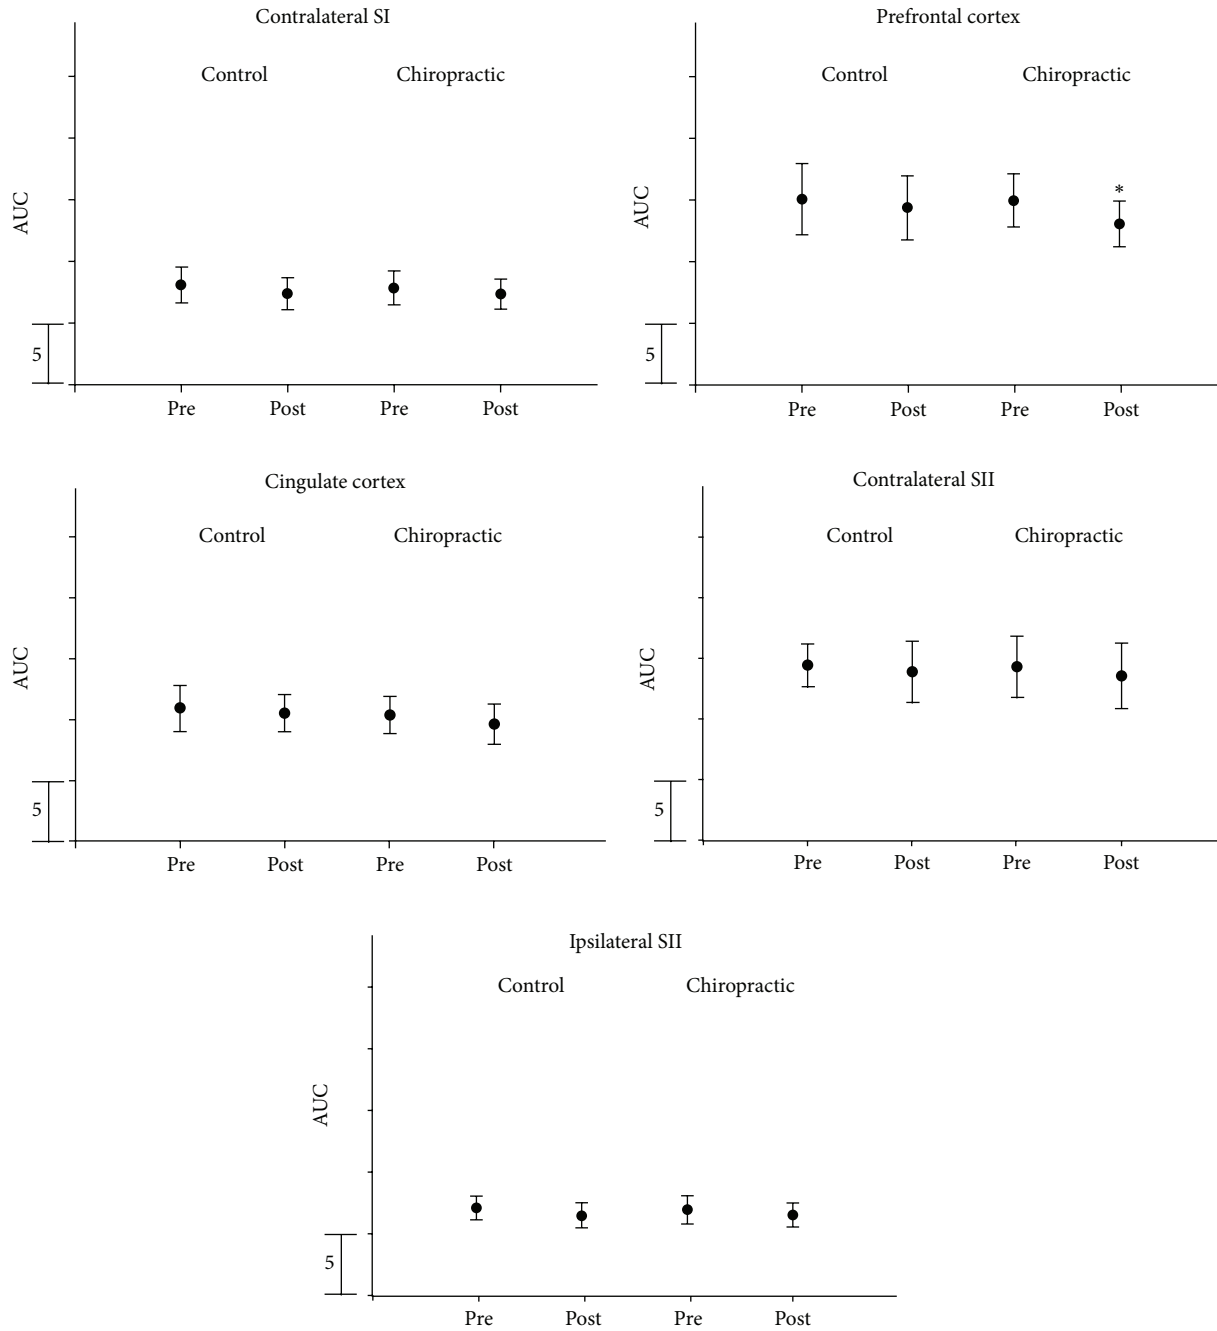 Contralateral SI
Control Chiropractic
AUC
5
Pre Post Pre Post
Prefrontal cortex
Control Chiropractic
*
AUC
5
Pre Post Pre Post
Cingulate cortex
Control Chiropractic
AUC
5
Pre Post Pre Post
Contralateral SII
Control Chiropractic
AUC
5
Pre Post Pre Post
Ipsilateral SII
Control Chiropractic
AUC
5
Pre Post Pre Post